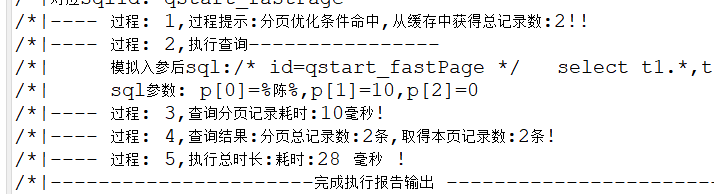 /*|对应sqlId: qstart_fastPage
/*|---- 过程: 1,过程提示:分页优化条件命中,从缓存中获得总记录数:2!!
/*|---- 过程: 2,执行查询----------------
/*|     模拟入参后sql:/* id=qstart_fastPage */   select t1.*,t
/*|     sql参数: p[0]=%陈%,p[1]=10,p[2]=0
/*|---- 过程: 3,查询分页记录耗时:10毫秒!
/*|---- 过程: 4,查询结果:分页总记录数:2条,取得本页记录数:2条!
/*|---- 过程: 5,执行总时长:耗时:28 毫秒 !
/*|----------------------完成执行报告输出 -----------------------